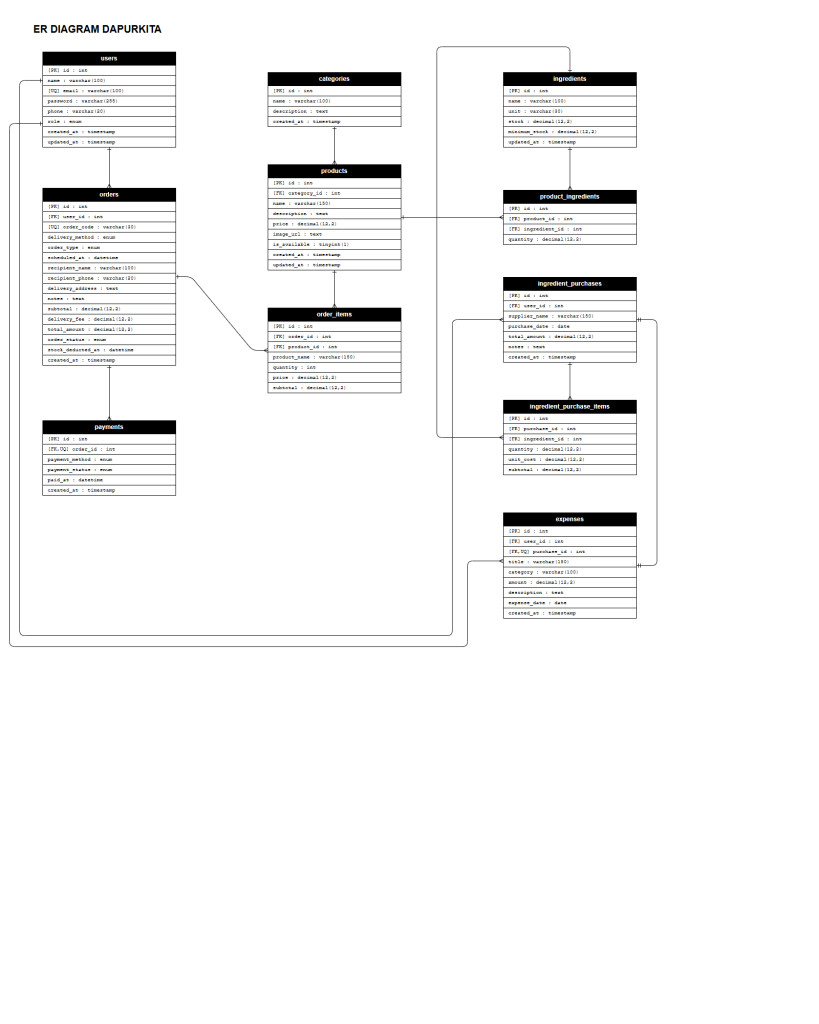 ER DIAGRAM DAPURKITA
users
[PK] id : int
name : varchar(100)
[UQ] email : varchar(100)
password : varchar(255)
phone : varchar(20)
role : enum
created_at : timestamp
updated_at : timestamp
orders
[PK] id : int
[FK] user_id : int
[UQ] order_code : varchar(30)
delivery_method : enum
order_type : enum
scheduled_at : datetime
recipient_name : varchar(100)
recipient_phone : varchar(20)
delivery_address : text
notes : text
subtotal : decimal(12,2)
delivery_fee : decimal(12,2)
total_amount : decimal(12,2)
order_status : enum
stock_deducted_at : datetime
created_at : timestamp
payments
[PK] id : int
[FK,UQ] order_id : int
payment_method : enum
payment_status : enum
paid_at : datetime
created_at : timestamp
categories
[PK] id : int
name : varchar(100)
description : text
created_at : timestamp
products
[PK] id : int
[FK] category_id : int
name : varchar(150)
description : text
price : decimal(12,2)
image_url : text
is_available : tinyint(1)
created_at : timestamp
updated_at : timestamp
order_items
[PK] id : int
[FK] order_id : int
[FK] product_id : int
product_name : varchar(150)
quantity : int
price : decimal(12,2)
subtotal : decimal(12,2)
ingredients
[PK] id : int
name : varchar(100)
unit : varchar(30)
stock : decimal(12,2)
minimum_stock : decimal(12,2)
updated_at : timestamp
product_ingredients
[PK] id : int
[FK] product_id : int
[FK] ingredient_id : int
quantity : decimal(12,2)
ingredient_purchases
[PK] id : int
[FK] user_id : int
supplier_name : varchar(150)
purchase_date : date
total_amount : decimal(12,2)
notes : text
created_at : timestamp
ingredient_purchase_items
[PK] id : int
[FK] purchase_id : int
[FK] ingredient_id : int
quantity : decimal(12,2)
unit_cost : decimal(12,2)
subtotal : decimal(12,2)
expenses
[PK] id : int
[FK] user_id : int
[FK,UQ] purchase_id : int
title : varchar(150)
category : varchar(100)
amount : decimal(12,2)
description : text
expense_date : date
created_at : timestamp